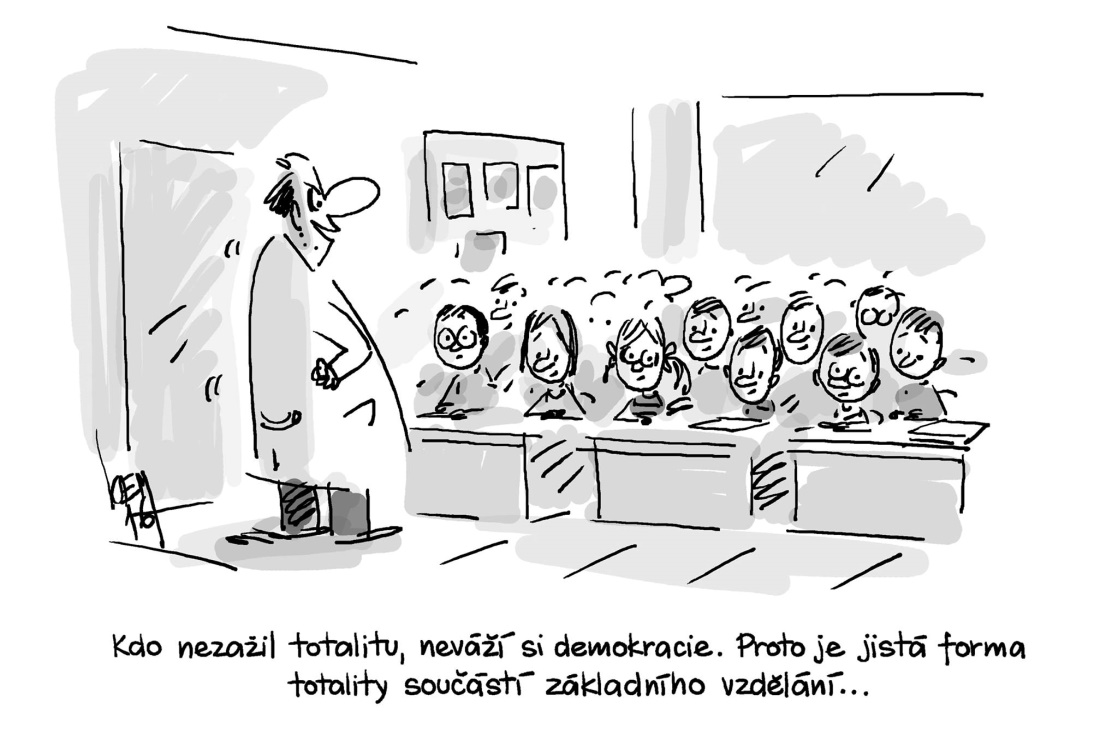 Kdo nezažil totalitu, neváží si demokracie. Proto je jistá forma
totality součástí základního vzdělání...